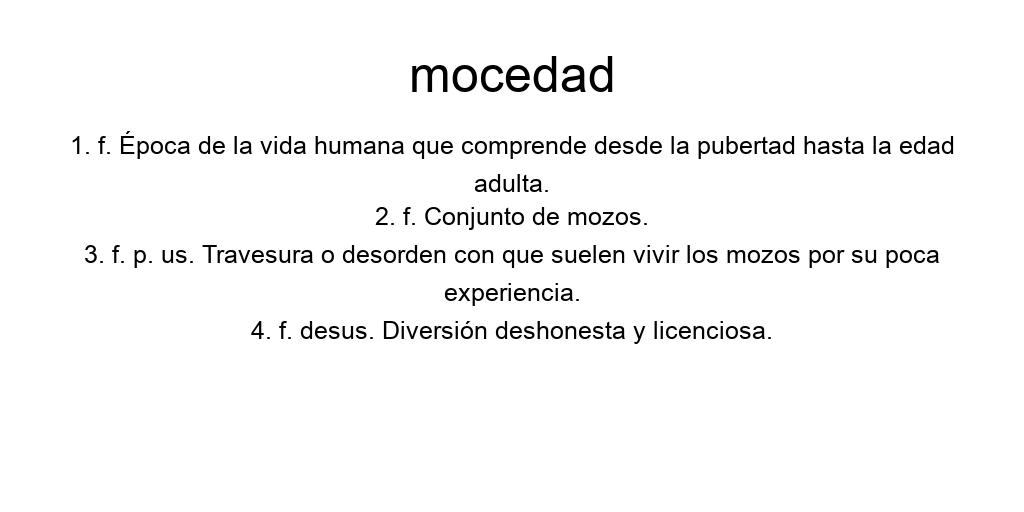 mocedad
1. f. Época de la vida humana que comprende desde la pubertad hasta la edad
adulta.
2. f. Conjunto de mozos.
3. f. p. us. Travesura o desorden con que suelen vivir los mozos por su poca
experiencia.
4. f. desus. Diversión deshonesta y licenciosa.